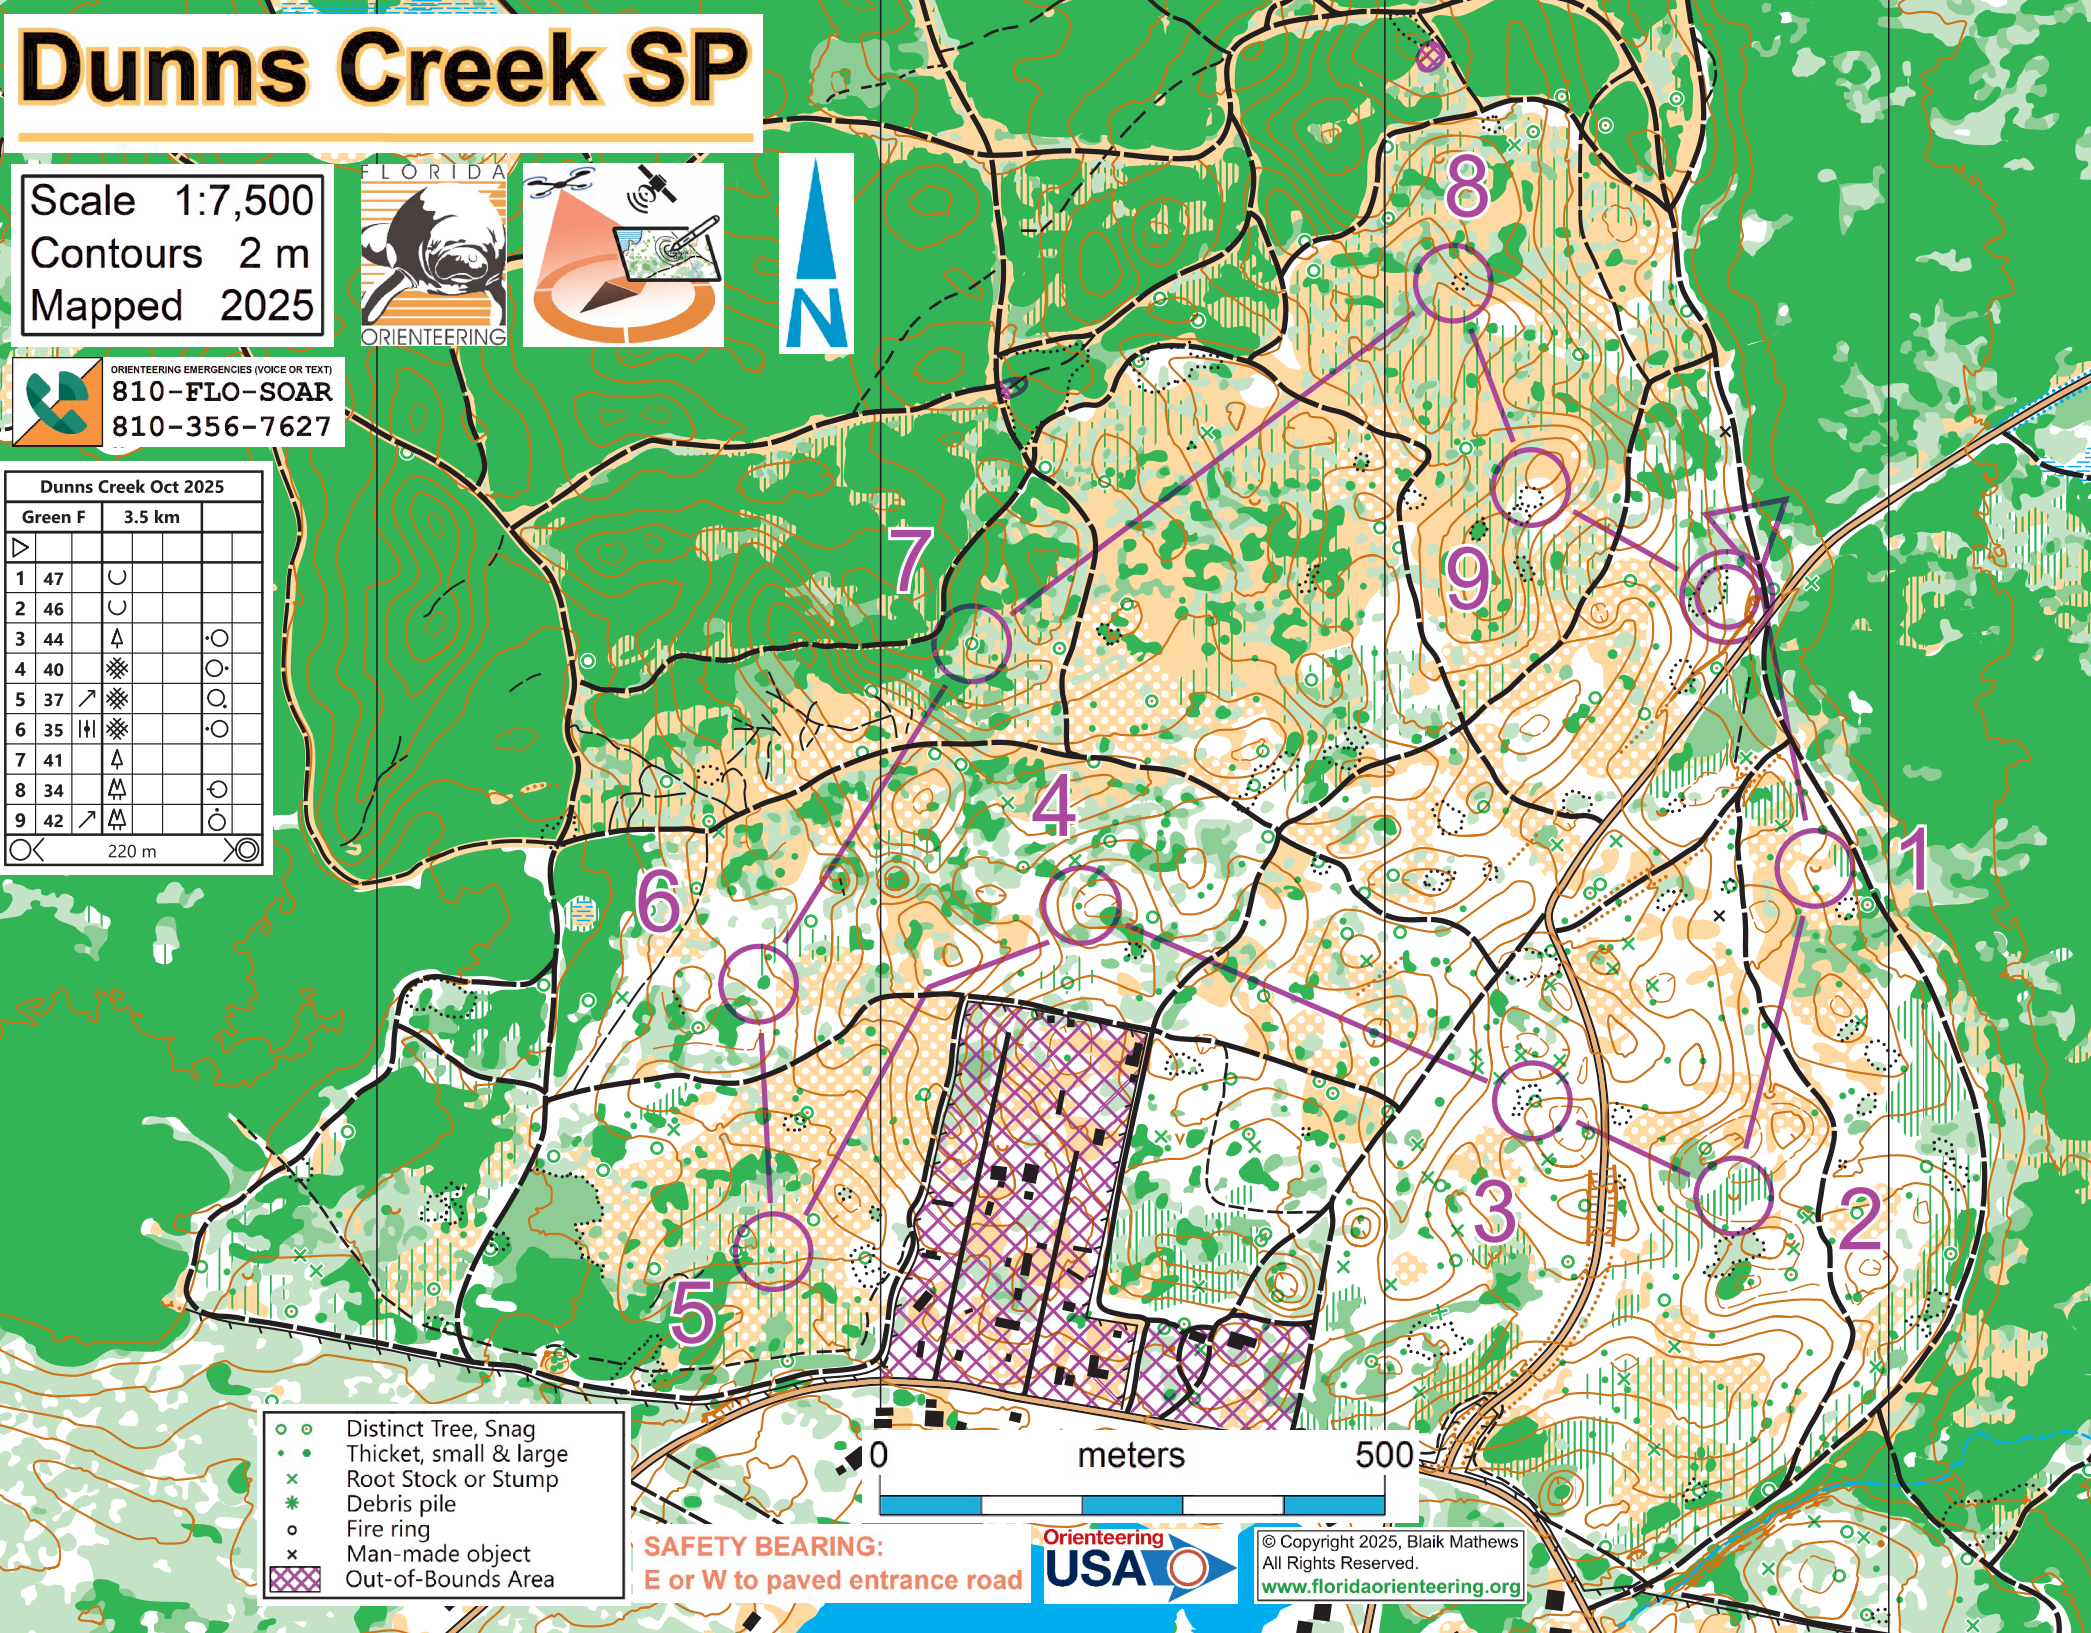 Dunns Creek SP
Scale 1:7,500
Contours 2 m
Mapped 2025
FLORIDA
ORIENTEERING
N
ORIENTEERING EMERGENCIES (VOICE OR TEXT)
810-FLO-SOAR
810-356-7627
Dunns Creek Oct 2025
Green F 3.5 km
1 47
2 46
3 44
4 40
5 37
6 35
7 41
8 34
9 42
220 m
8
7
9
4
1
6
3
2
5
Distinct Tree, Snag
Thicket, small & large
Root Stock or Stump
Debris pile
Fire ring
Man-made object
Out-of-Bounds Area
0 meters 500
SAFETY BEARING:
E or W to paved entrance road
Orienteering
USA
© Copyright 2025, Blaik Mathews
All Rights Reserved.
www.floridaorienteering.org